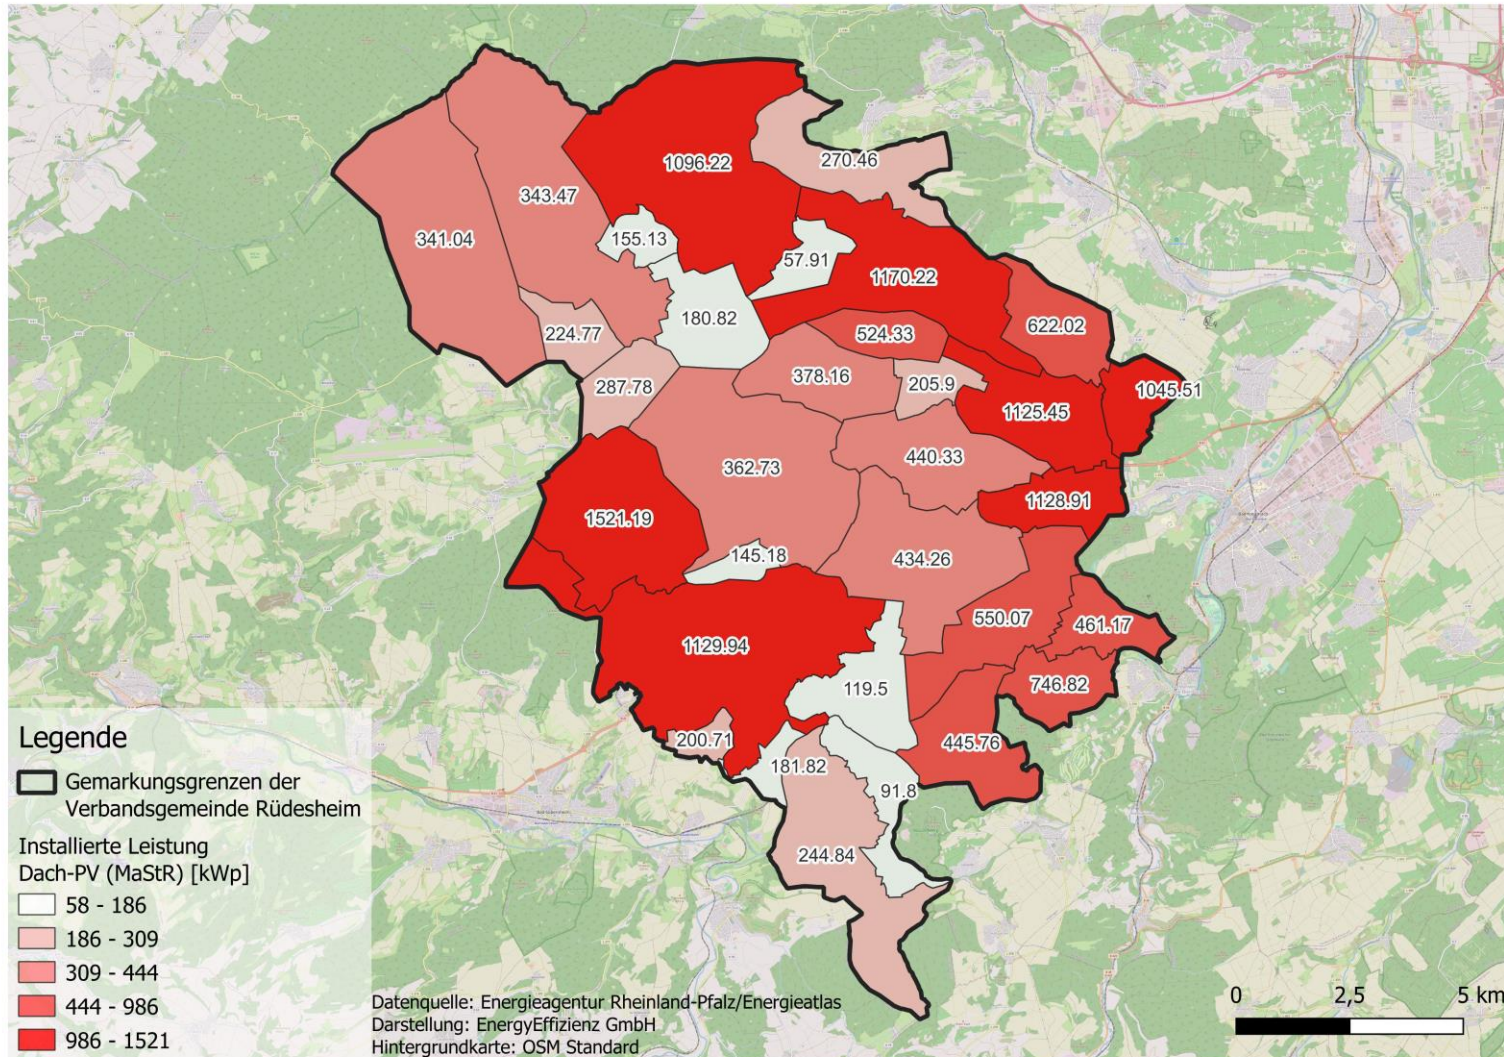 1096.22
270.46
343.47
341.04
155.13
57.91
1170.22
180.82
622.02
224.77
524.33
378.16
205.9
287.78
1045.51
1125.45
440.33
362.73
1128.91
1521.19
145.18
434.26
550.07
461.17
1129.94
119.5
746.82
200.71
445.76
181.82
91.8
244.84
Legende
Gemarkungsgrenzen der
Verbandsgemeinde Rüdesheim
Installierte Leistung
Dach-PV (MaStR) [kWp]
58 - 186
186 - 309
309 - 444
444 - 986
986 - 1521
Datenquelle: Energieagentur Rheinland-Pfalz/Energieatlas
Darstellung: EnergyEffizienz GmbH
Hintergrundkarte: OSM Standard
0 2,5 5 km